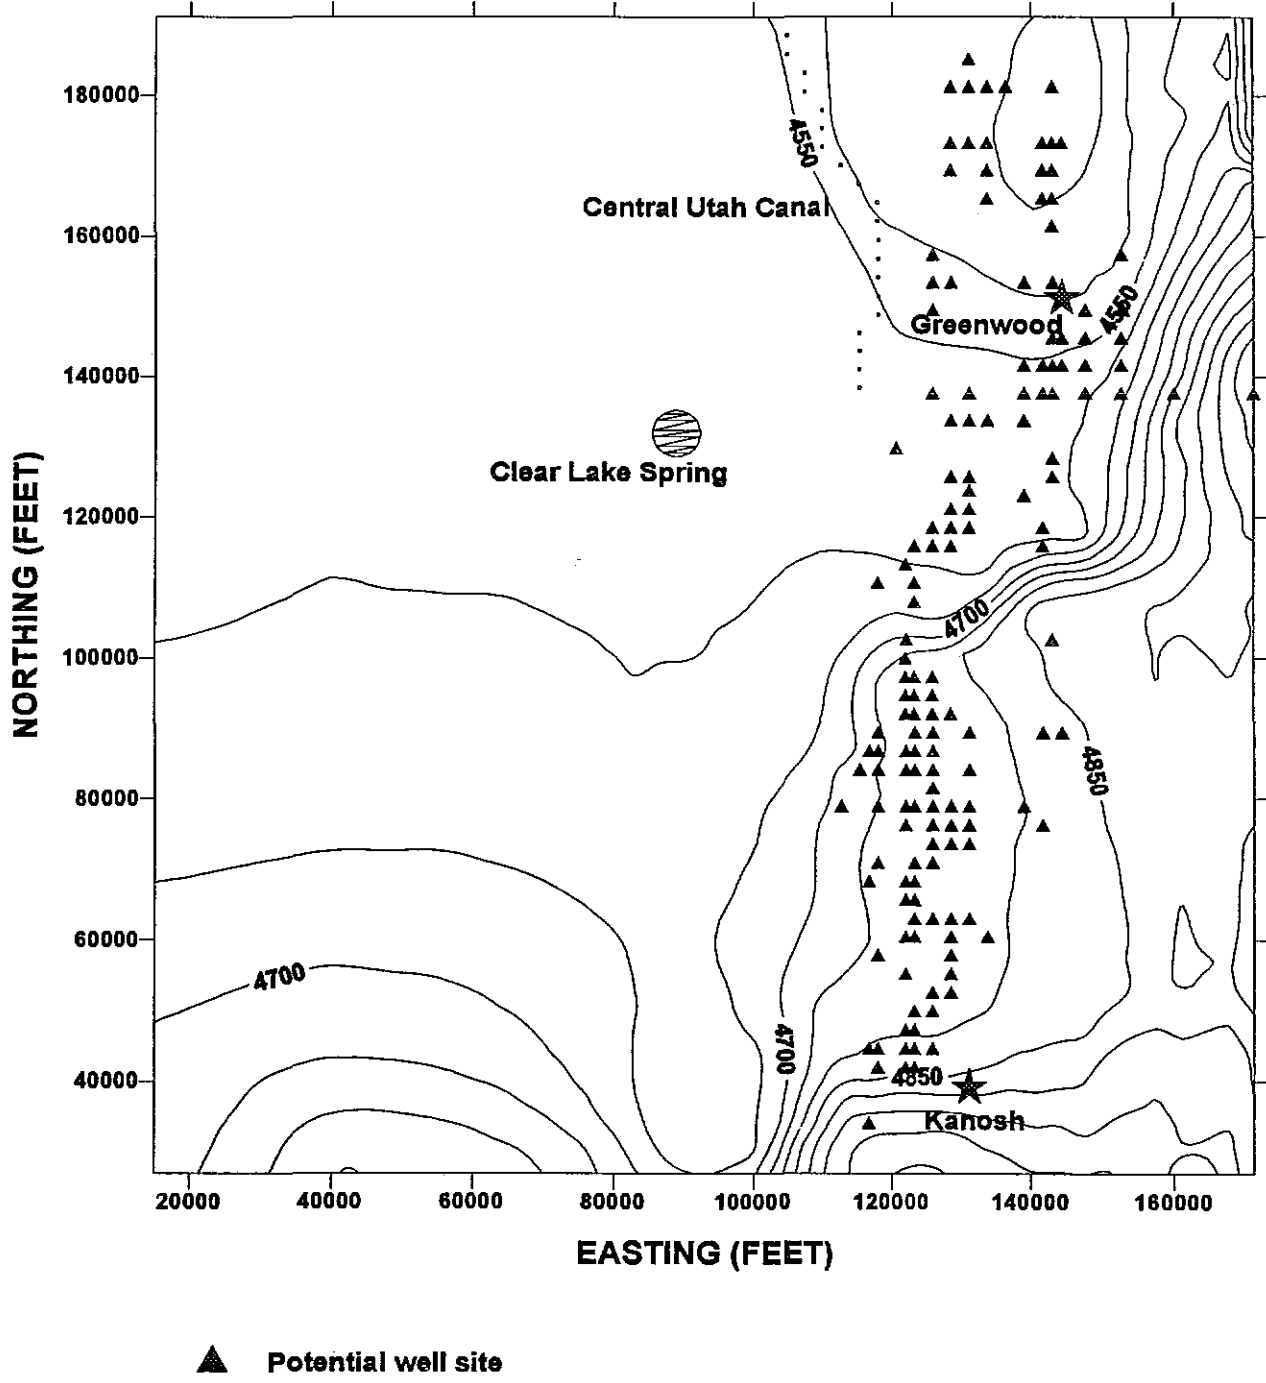 180000
4550
Central Utah Canal
160000
4550
Greenwood
140000
Clear Lake Spring
NORTHING (FEET)
120000
4700
100000
4850
80000
60000
4700
4700
40000
4850
Kanosh
20000 40000 60000 80000 100000 120000 140000 160000
EASTING (FEET)
Potential well site